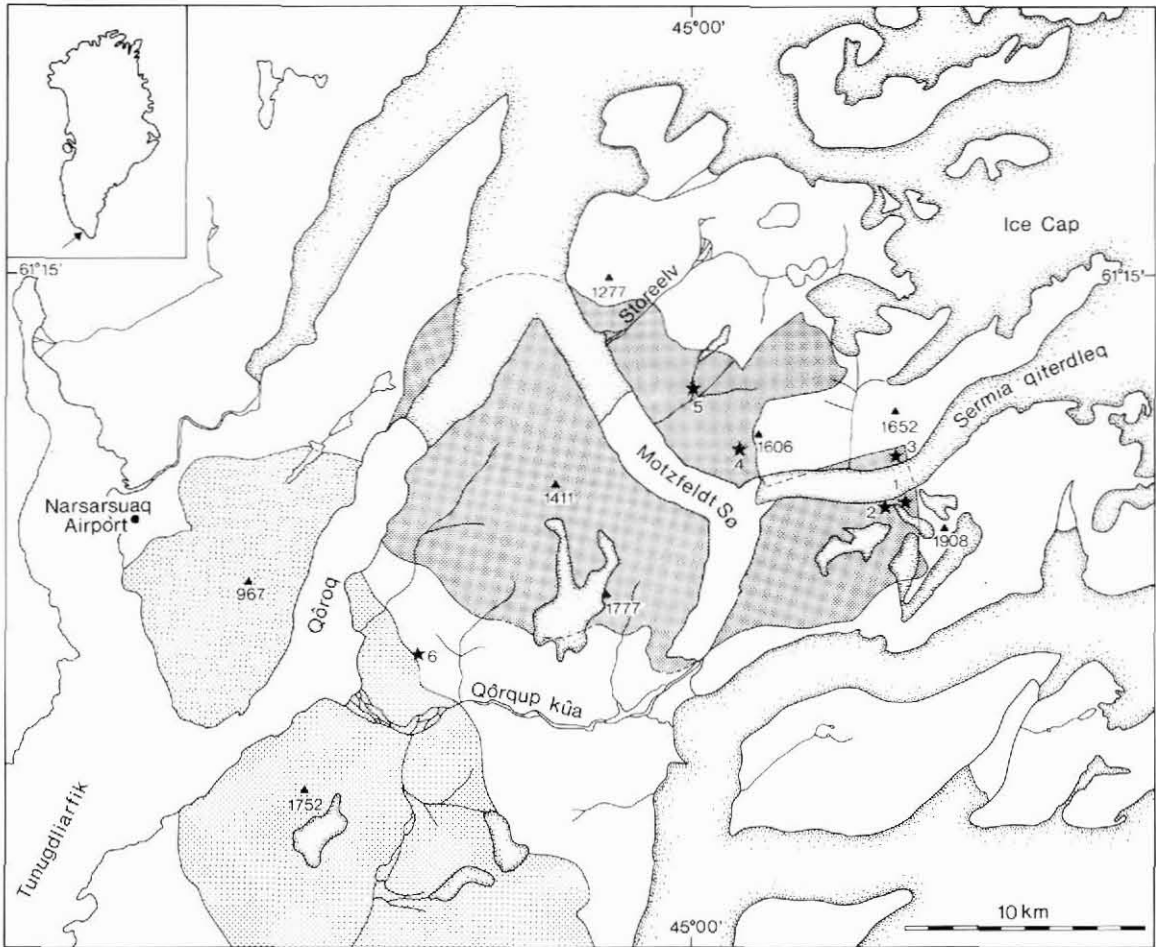 45°00'
Ice Cap
61°15'
61°15'
1277
Storeelv
Sermia qiterdleq
5
1652
1606
4
3
Motzfeldt Sø
1
2
1411
Narsarsuaq
Airport
1908
967
Qôroq
1777
6
Qôrqup kûa
1752
Tunugdliarfik
45°00'
10 km